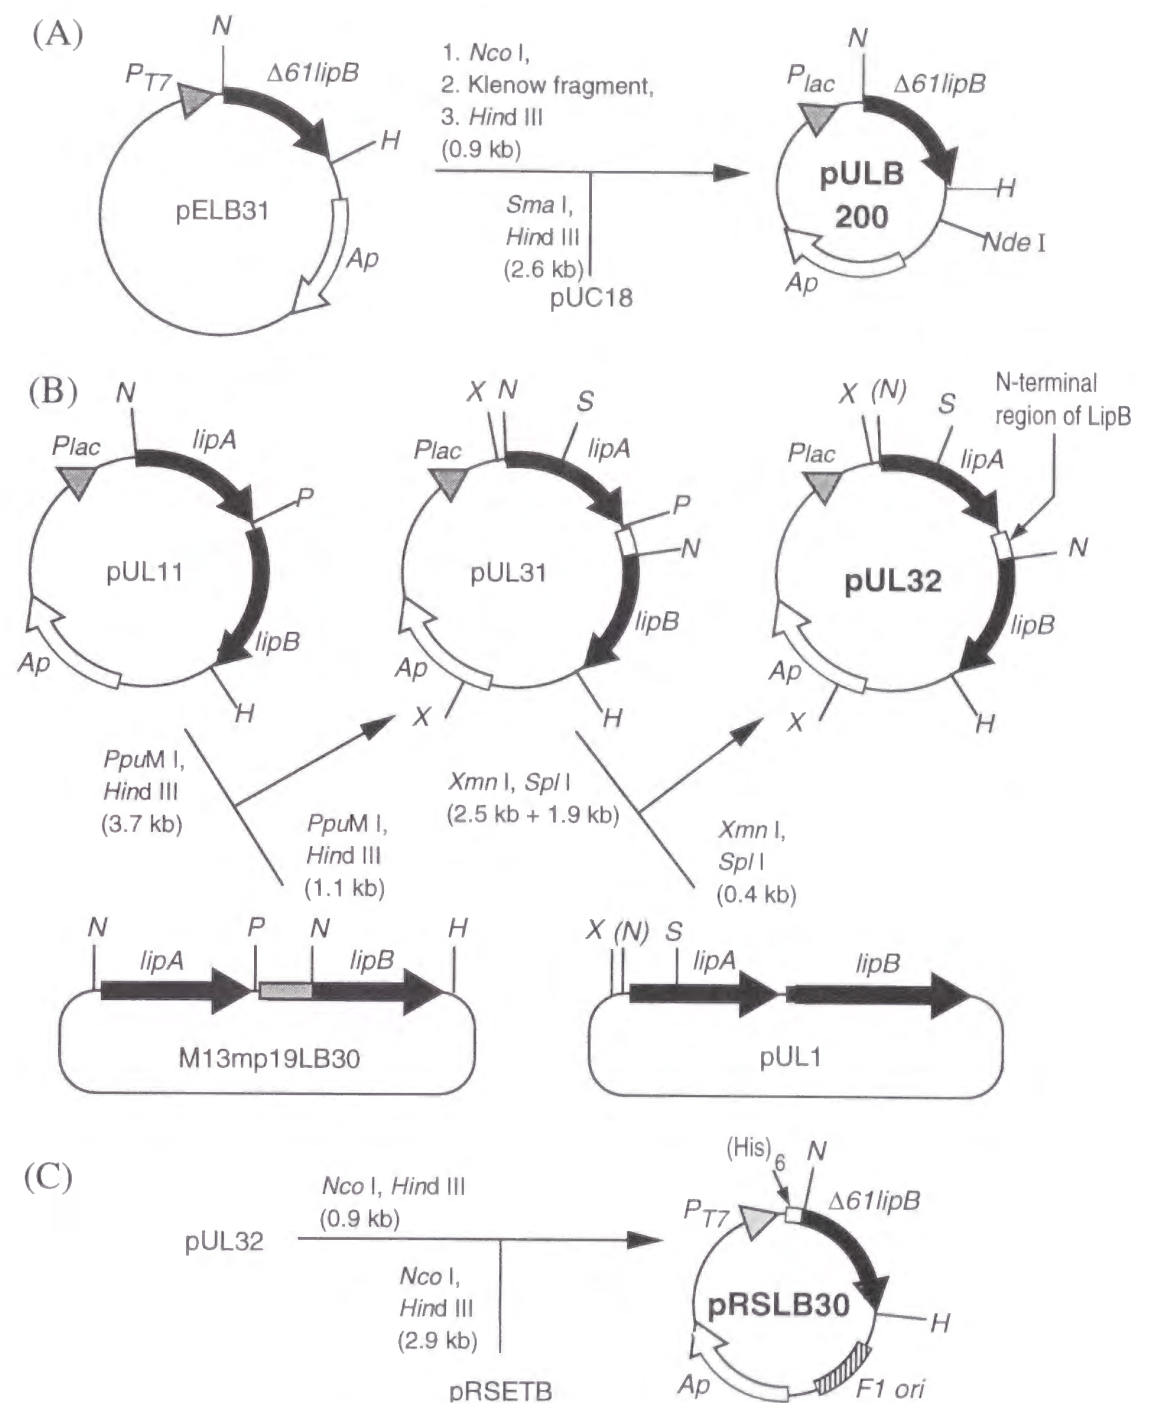 (A)
N
P T7
Δ61lipB
H
pELB31
Ap
1. Nco I,
2. Klenow fragment,
3. Hind III
(0.9 kb)
Sma I,
Hind III
(2.6 kb)
pUC18
N
Plac
Δ61lipB
pULB
200
H
Nde I
Ap
(B)
N
Plac
lipA
P
pUL11
lipB
Ap
H
X N
S
Plac
lipA
P
N
pUL31
lipB
Ap
X
H
X (N)
S
N-terminal
region of LipB
Plac
lipA
N
pUL32
lipB
Ap
X
H
PpuM I,
Hind III
(3.7 kb)
PpuM I,
Hind III
(1.1 kb)
Xmn I, Spl I
(2.5 kb + 1.9 kb)
Xmn I,
Spl I
(0.4 kb)
N
P
N
H
lipA
lipB
M13mp19LB30
X (N) S
lipA
lipB
pUL1
(C)
pUL32
Nco I, Hind III
(0.9 kb)
Nco I,
Hind III
(2.9 kb)
pRSETB
(His)6
N
PT7
Δ61lipB
pRSLB30
H
Ap
F1 ori